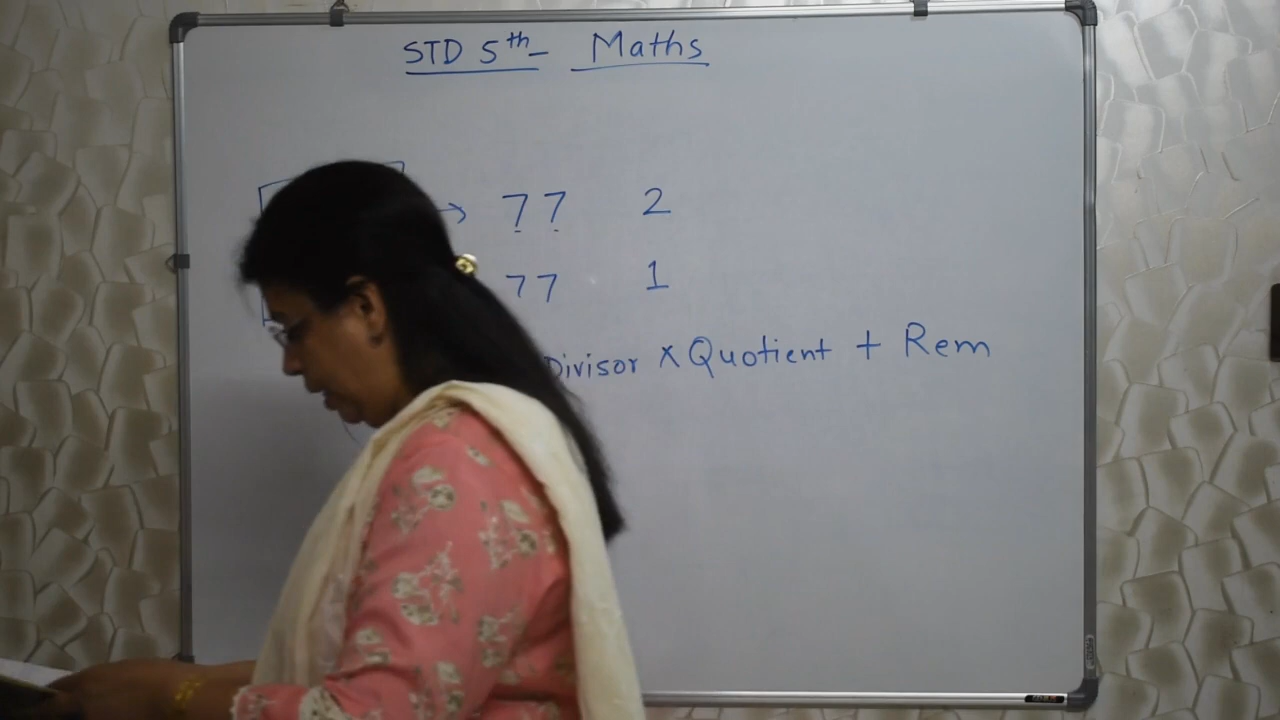 STD 5th - Maths
→ 77 2
77 1
Divisor × Quotient + Rem